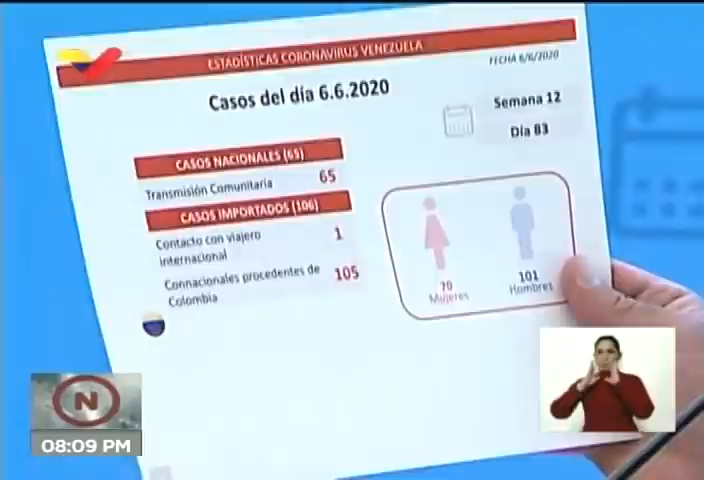 ESTADÍSTICAS CORONAVIRUS VENEZUELA
FECHA 6/6/2020
Casos del día 6.6.2020
Semana 12
Día 83
CASOS NACIONALES (65)
Transmisión Comunitaria 65
CASOS IMPORTADOS (106)
Contacto con viajero
internacional
1
Connacionales procedentes de
Colombia
105
70
Mujeres
101
Hombres
N
08:09 PM